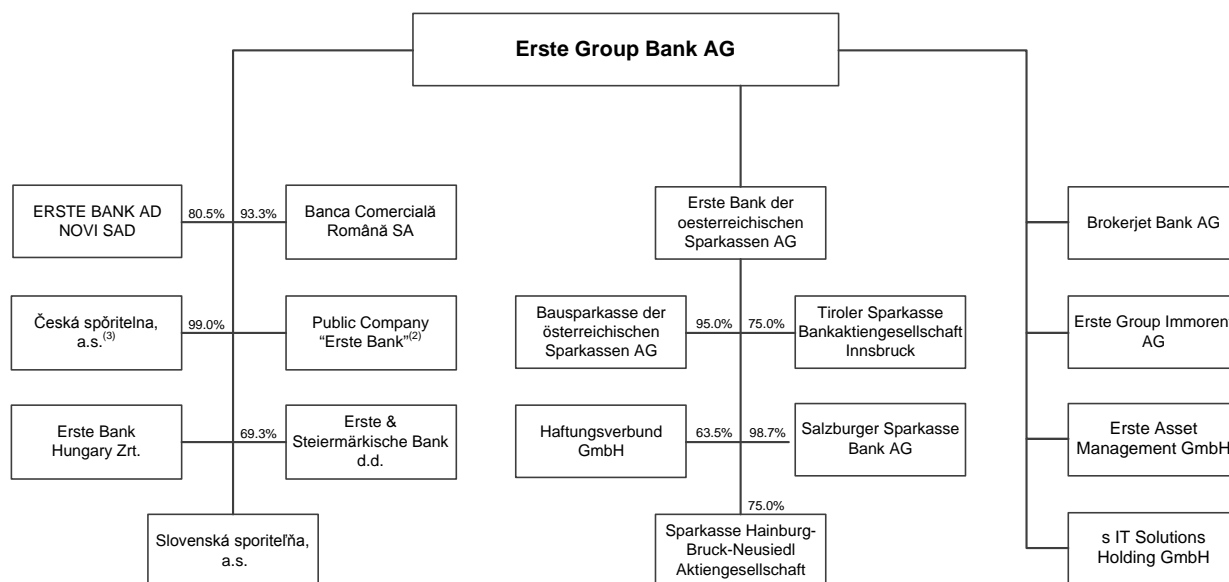 Erste Group Bank AG
ERSTE BANK AD
NOVI SAD
80.5%
93.3%
Banca Comercială
Română SA
Erste Bank der
oesterreichischen
Sparkassen AG
Brokerjet Bank AG
Česká spŏritelna,
a.s.(3)
99.0%
Public Company
“Erste Bank”(2)
Bausparkasse der
österreichischen
Sparkassen AG
95.0%
75.0%
Tiroler Sparkasse
Bankaktiengesellschaft
Innsbruck
Erste Group Immorent
AG
Erste Bank
Hungary Zrt.
69.3%
Erste &
Steiermärkische Bank
d.d.
Haftungsverbund
GmbH
63.5%
98.7%
Salzburger Sparkasse
Bank AG
Erste Asset
Management GmbH
Slovenská sporiteľňa,
a.s.
75.0%
Sparkasse Hainburg-
Bruck-Neusiedl
Aktiengesellschaft
s IT Solutions
Holding GmbH